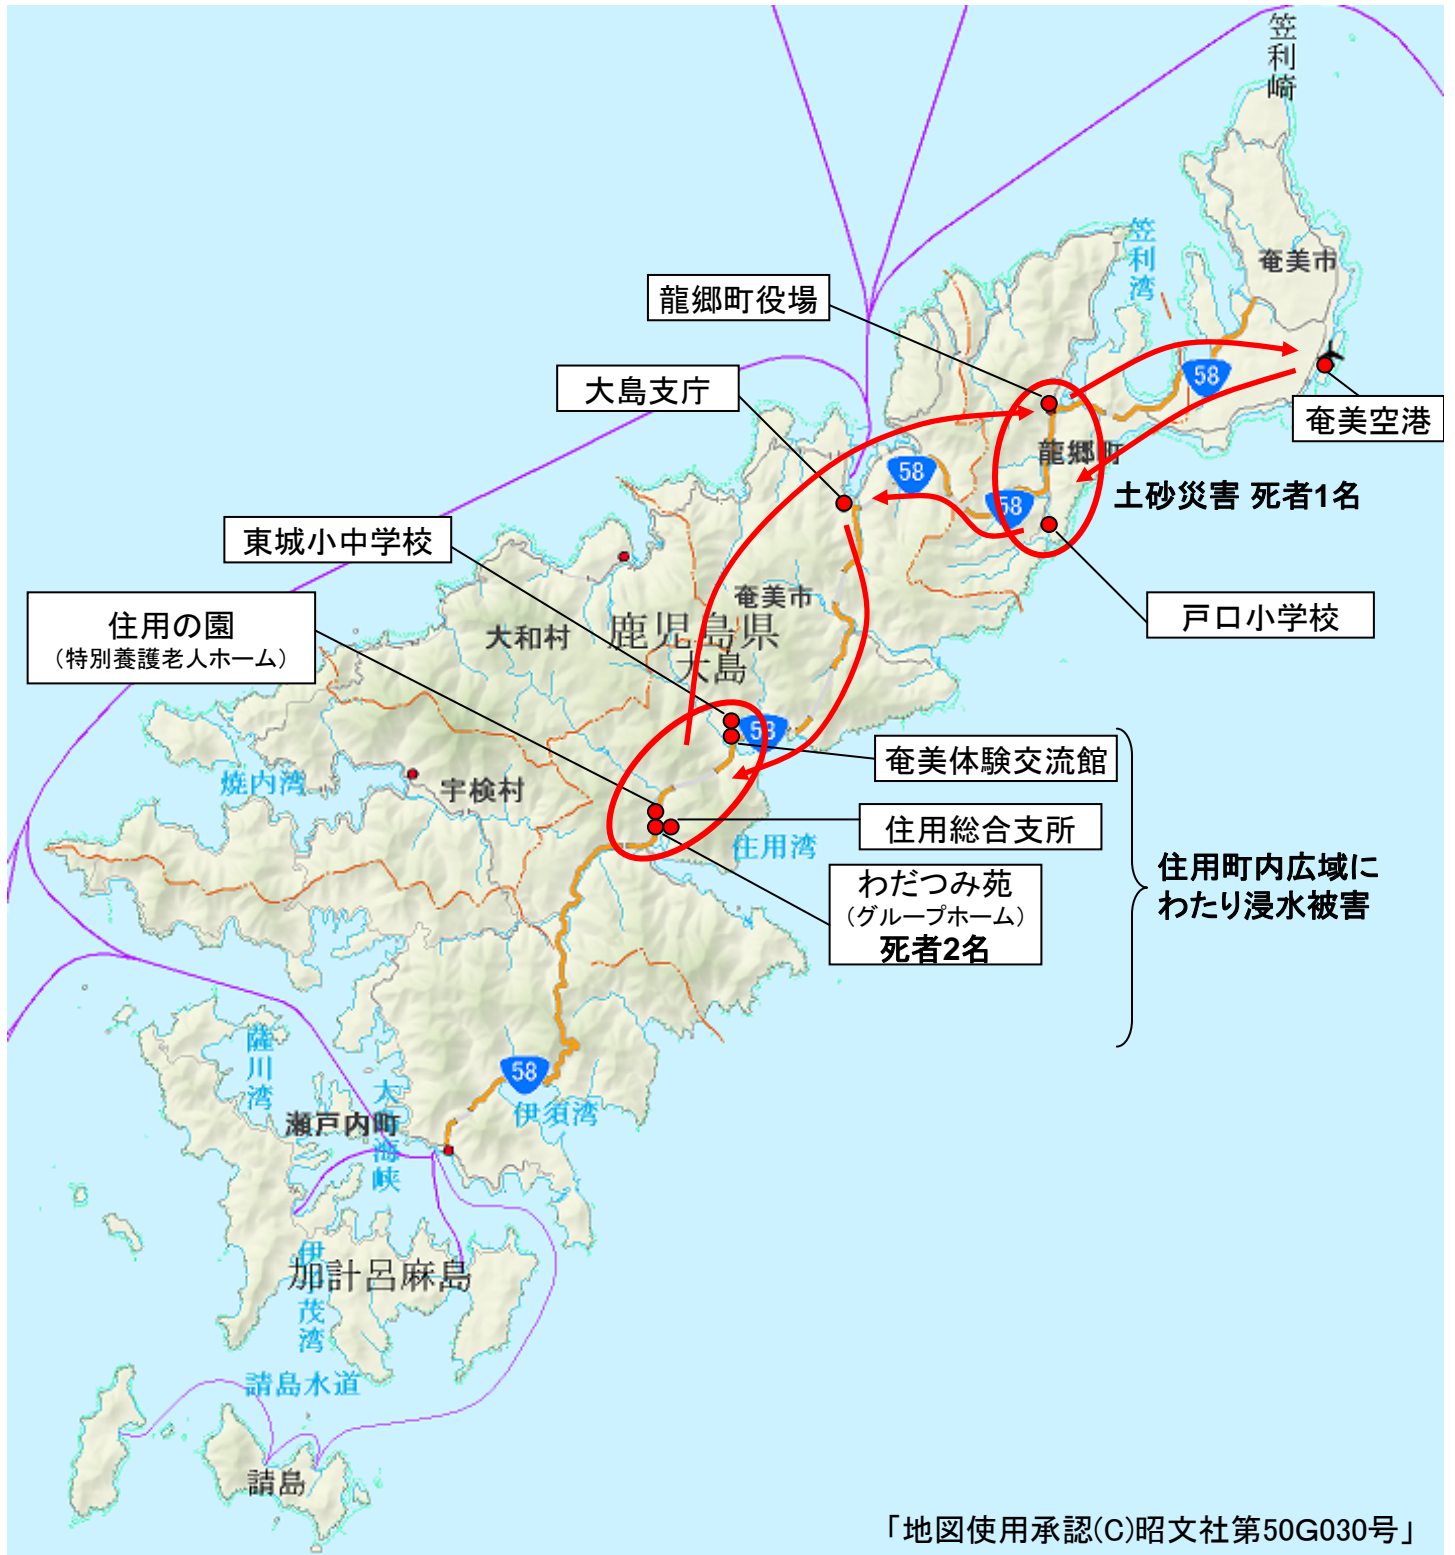 笠利崎
笠利湾
奄美市
龍郷町役場
58
大島支庁
奄美空港
58
龍郷町
土砂災害 死者1名
58
東城小中学校
戸口小学校
奄美市
住用の園
(特別養護老人ホーム)
大和村
鹿児島県
大島
58
奄美体験交流館
焼内湾
宇検村
住用総合支所
住用湾
住用町内広域に
わたり浸水被害
わだつみ苑
(グループホーム)
死者2名
薩川湾
58
伊須湾
瀬戸内町
加計呂麻島
請島水道
請島
「地図使用承認(C)昭文社第50G030号」